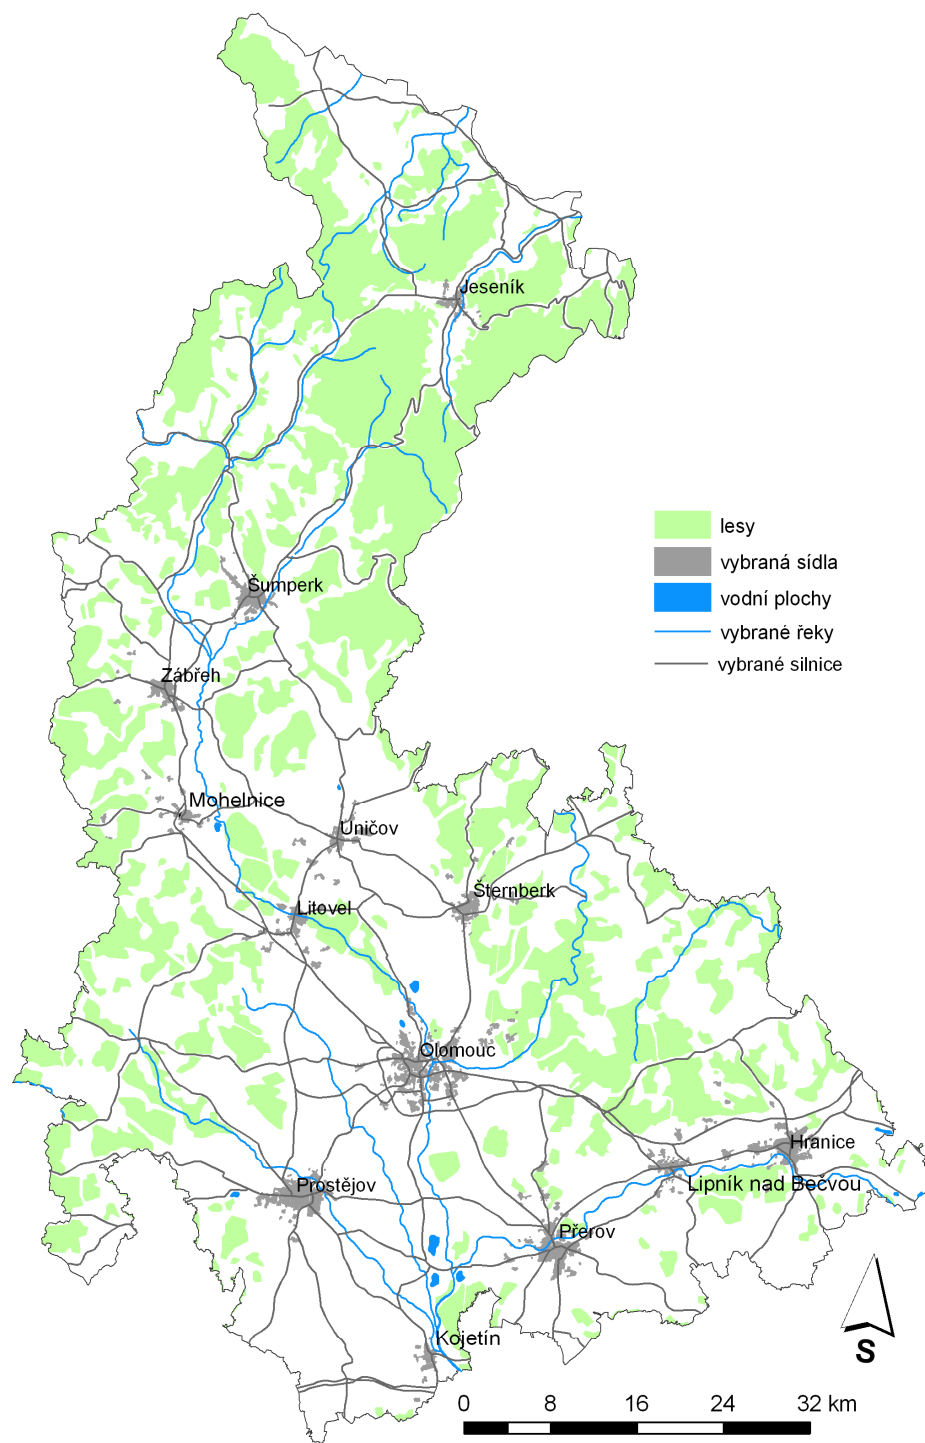 Jeseník
lesy
vybraná sídla
vodní plochy
vybrané řeky
vybrané silnice
Šumperk
Zábřeh
Mohelnice
Uničov
Šternberk
Litovel
Olomouc
Hranice
Lipník nad Bečvou
Prostějov
Přerov
Kojetín
S
0 8 16 24 32 km